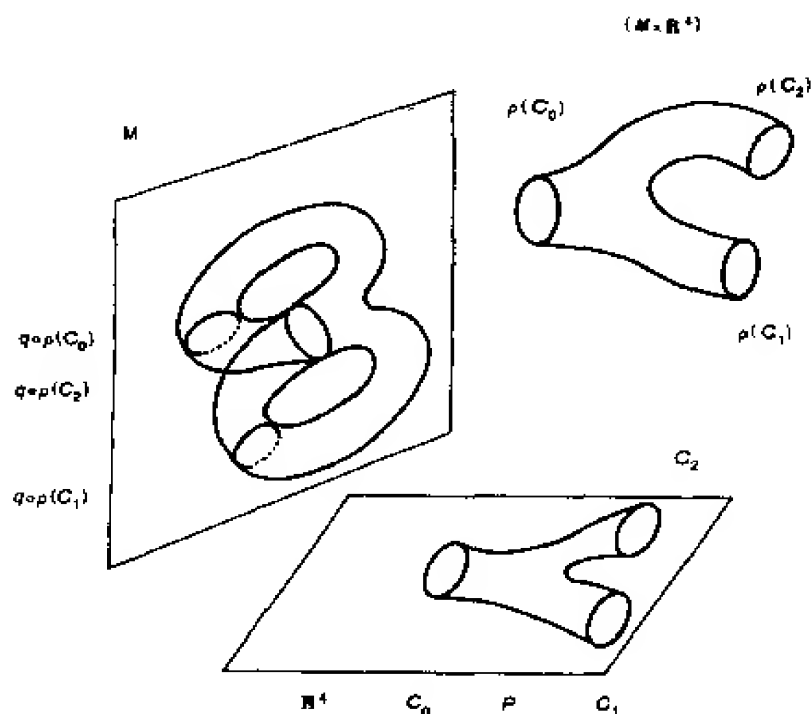 (M×R⁴)
ρ(C₂)
ρ(C₀)
M
ρ(C₁)
q∘ρ(C₀)
q∘ρ(C₂)
q∘ρ(C₁)
C₂
R⁴ C₀ P C₁